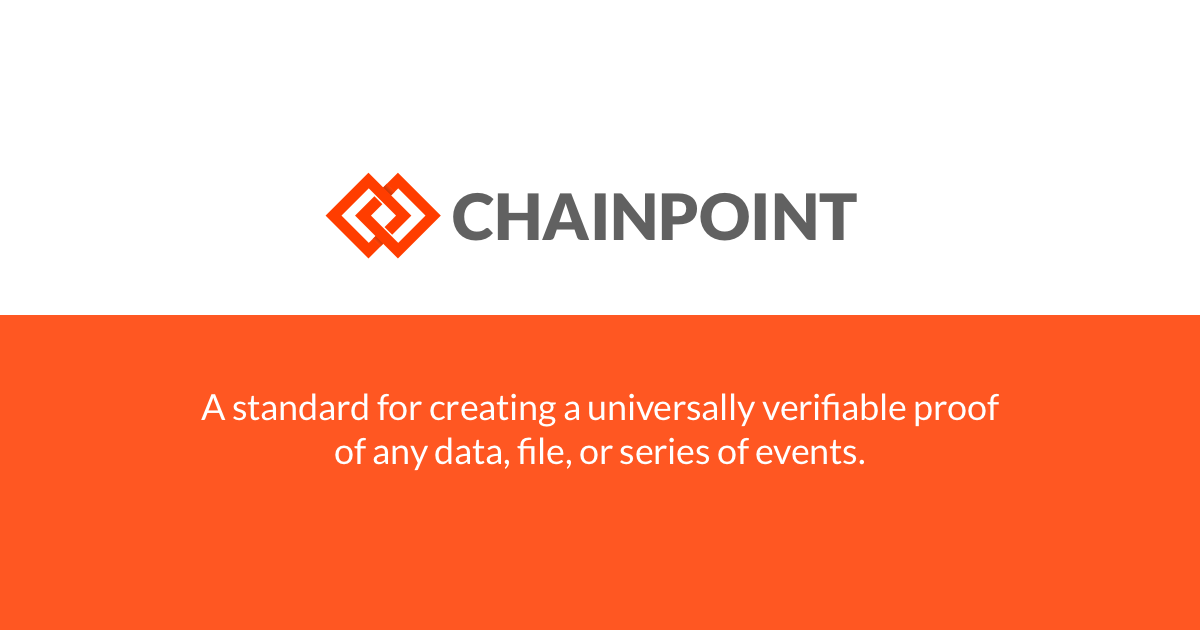 CHAINPOINT
A standard for creating a universally verifiable proof
of any data, file, or series of events.